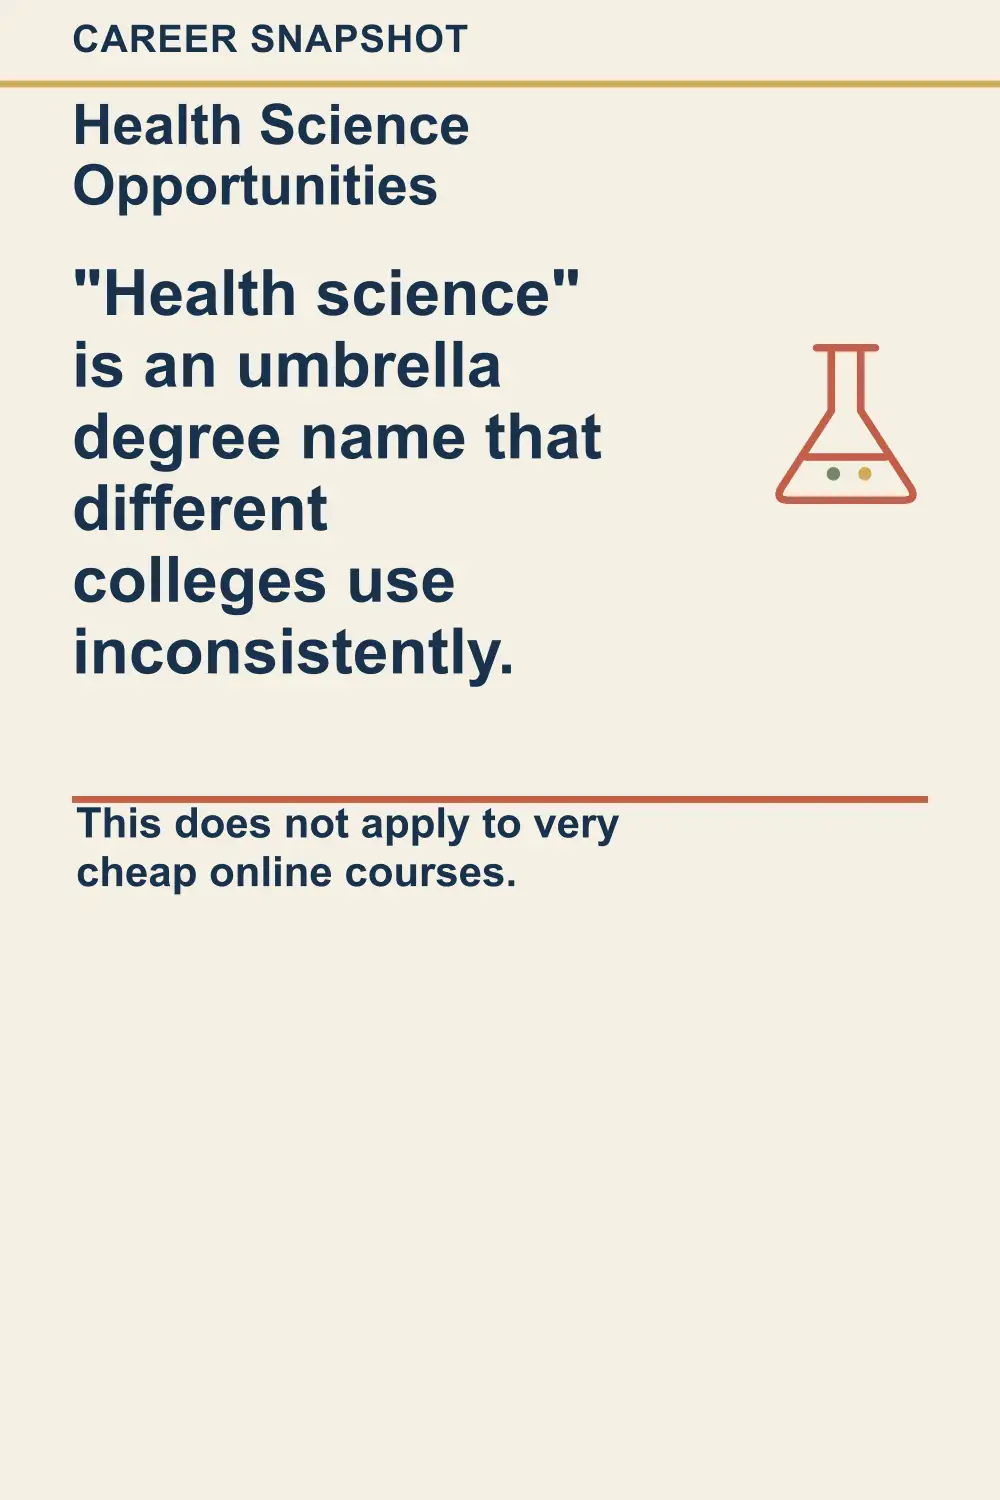 CAREER SNAPSHOT
Health Science
Opportunities
"Health science"
is an umbrella
degree name that
different
colleges use
inconsistently.
This does not apply to very
cheap online courses.